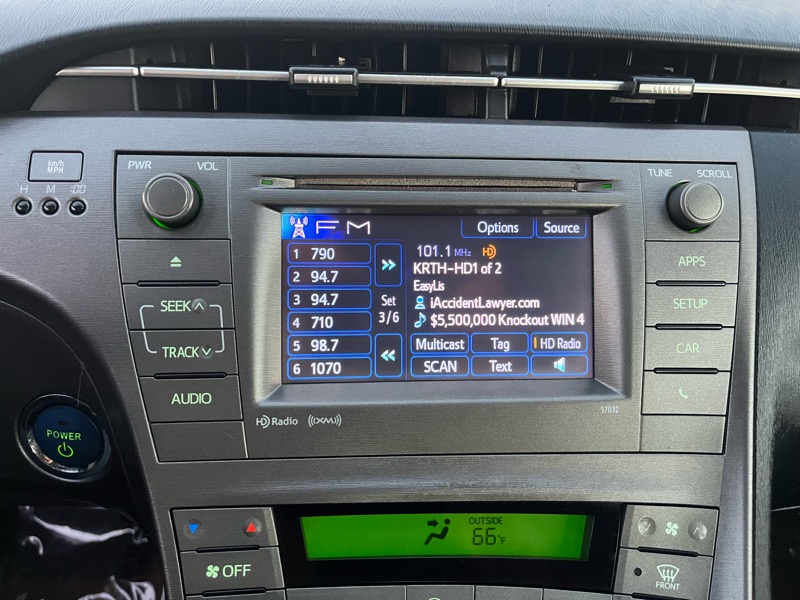 km/h
MPH
H M :00
PWR VOL
TUNE SCROLL
FM
Options
Source
1 790
2 94.7
3 94.7
4 710
5 98.7
6 1070
Set
3/6
101.1 MHz HD
KRTH-HD1 of 2
EasyLis
iAccidentLawyer.com
$5,500,000 Knockout WIN 4
Multicast
Tag
HD Radio
SCAN
Text
SEEK
TRACK
AUDIO
APPS
SETUP
CAR
HD Radio
((XM))
57032
POWER
OUTSIDE
66°F
OFF
FRONT